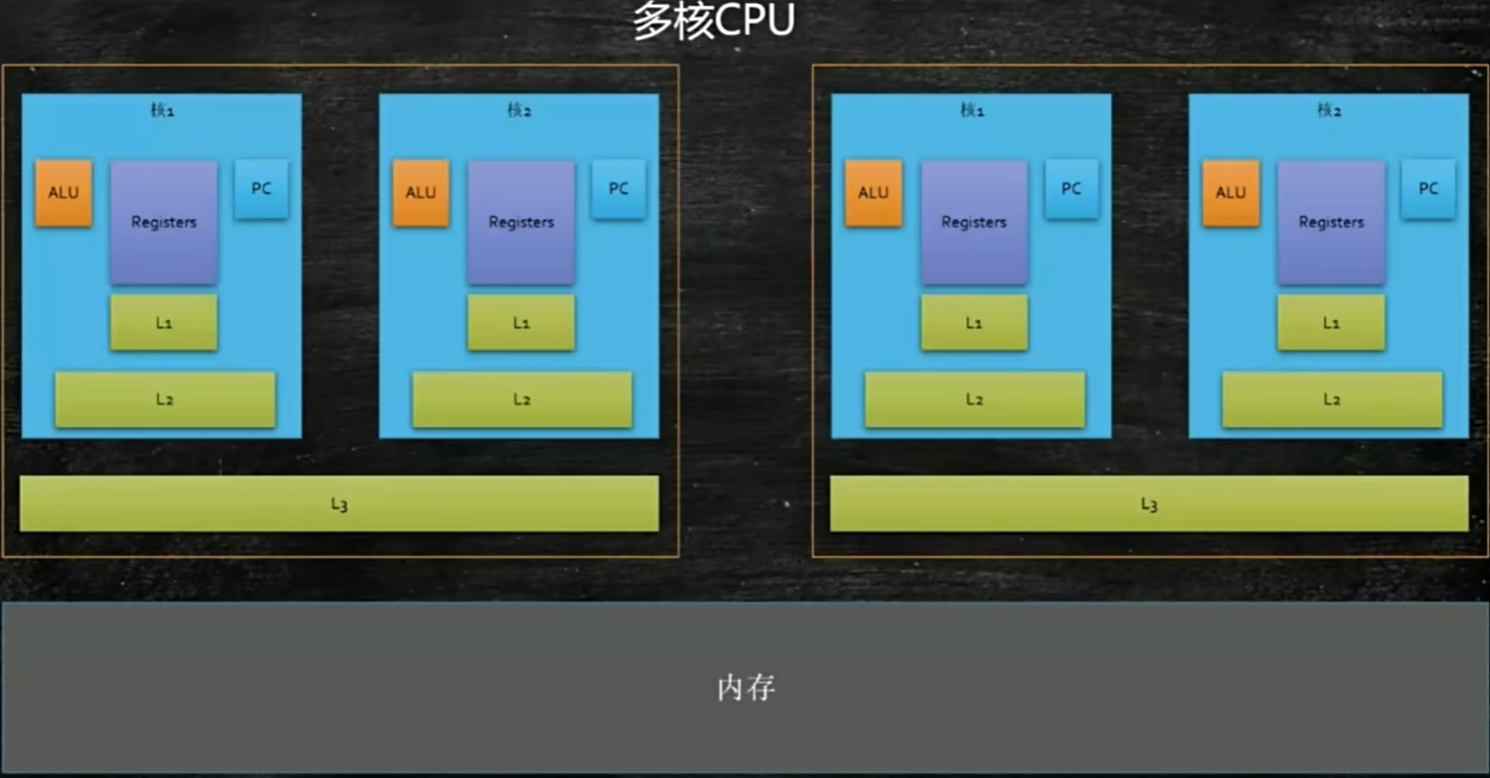 多核CPU
核1
ALU
Registers
PC
L1
L2
核2
ALU
Registers
PC
L1
L2
L3
核1
ALU
Registers
PC
L1
L2
核2
ALU
Registers
PC
L1
L2
L3
内存